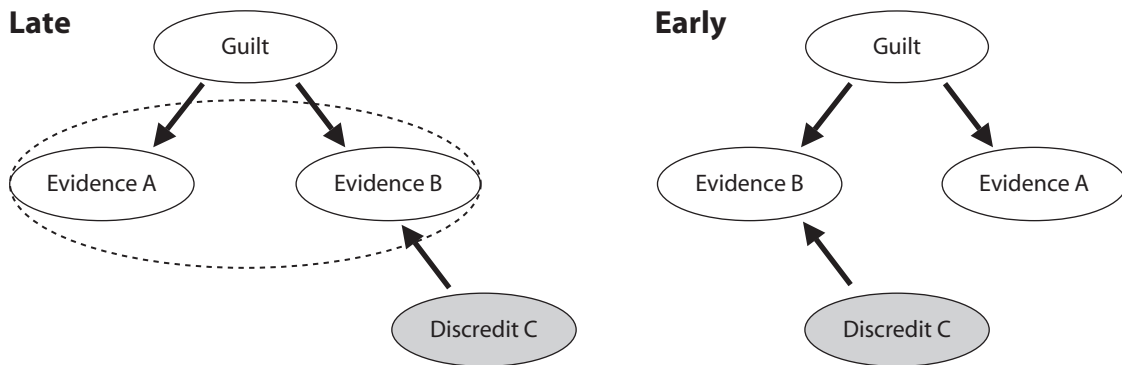 Late
Guilt
Evidence A
Evidence B
Discredit C
Early
Guilt
Evidence B
Evidence A
Discredit C